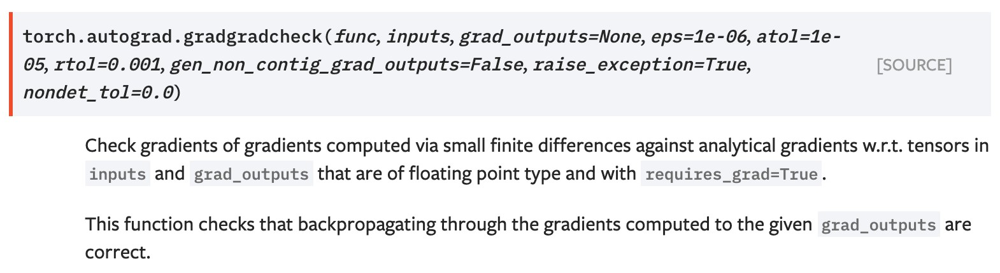 torch.autograd.gradgradcheck(func, inputs, grad_outputs=None, eps=1e-06, atol=1e-
05, rtol=0.001, gen_non_contig_grad_outputs=False, raise_exception=True,
[SOURCE]
nondet_tol=0.0)
Check gradients of gradients computed via small finite differences against analytical gradients w.r.t. tensors in
inputs and grad_outputs that are of floating point type and with requires_grad=True.
This function checks that backpropagating through the gradients computed to the given grad_outputs are
correct.